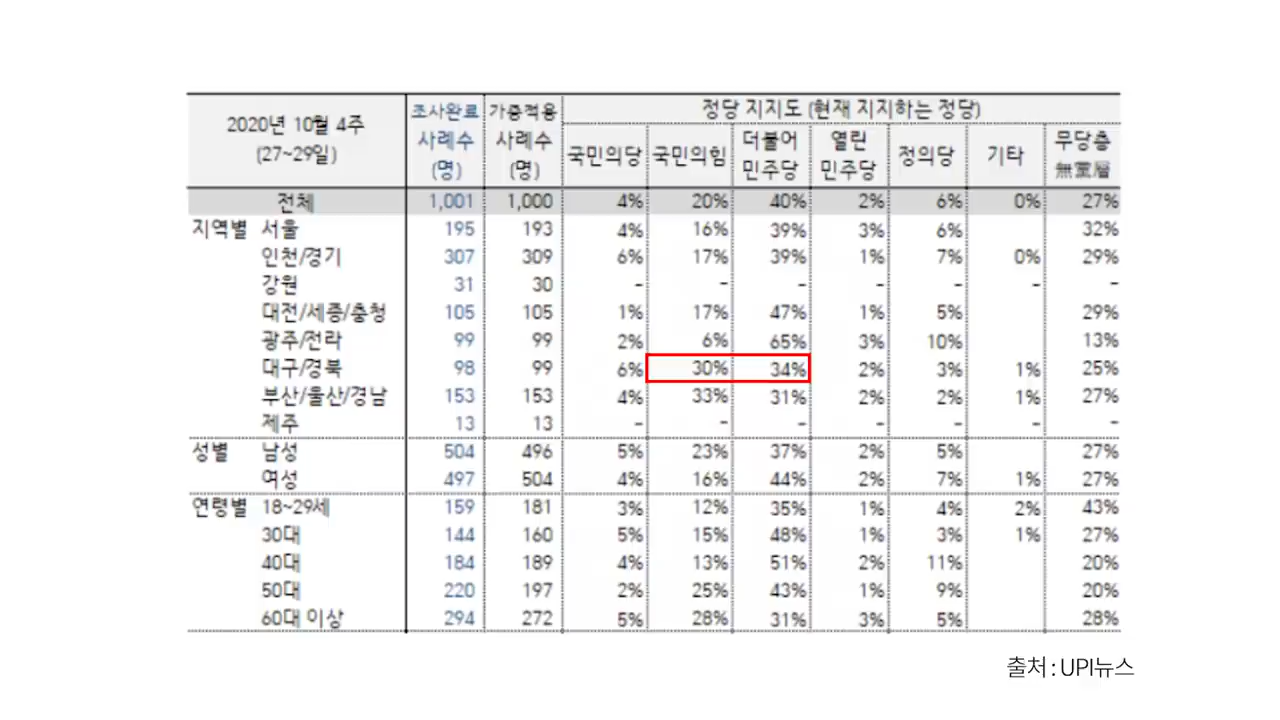 2020년 10월 4주
(27~29일)
조사완료
사례수
(명)
가중적용
사례수
(명)
정당 지지도 (현재 지지하는 정당)
국민의당 국민의힘 더불어민주당 열린민주당 정의당 기타 무당층 無黨層
전체 1,001 1,000 4% 20% 40% 2% 6% 0% 27%
지역별 서울 195 193 4% 16% 39% 3% 6% 32%
인천/경기 307 309 6% 17% 39% 1% 7% 0% 29%
강원 31 30 - - - - - - -
대전/세종/충청 105 105 1% 17% 47% 1% 5% 29%
광주/전라 99 99 2% 6% 65% 3% 10% 13%
대구/경북 98 99 6% 30% 34% 2% 3% 1% 25%
부산/울산/경남 153 153 4% 33% 31% 2% 2% 1% 27%
제주 13 13 - - - - - - -
성별 남성 504 496 5% 23% 37% 2% 5% 27%
여성 497 504 4% 16% 44% 2% 7% 1% 27%
연령별 18~29세 159 181 3% 12% 35% 1% 4% 2% 43%
30대 144 160 5% 15% 48% 1% 3% 1% 27%
40대 184 189 4% 13% 51% 2% 11% 20%
50대 220 197 2% 25% 43% 1% 9% 20%
60대 이상 294 272 5% 28% 31% 3% 5% 28%
출처 : UPI뉴스